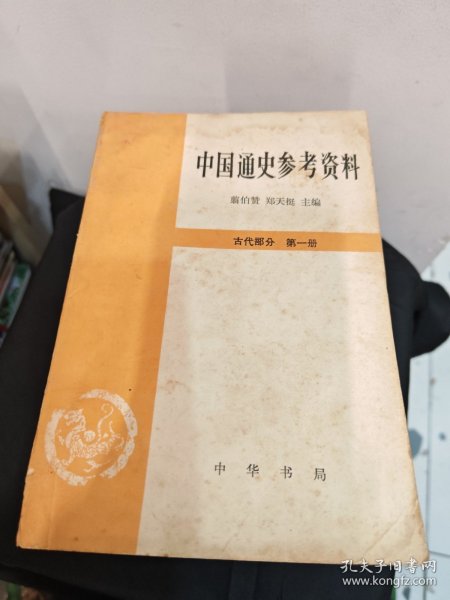 中国通史参考资料
翦伯赞 郑天挺 主编
古代部分 第一册
中华书局
孔夫子旧书网
www.kongfz.com